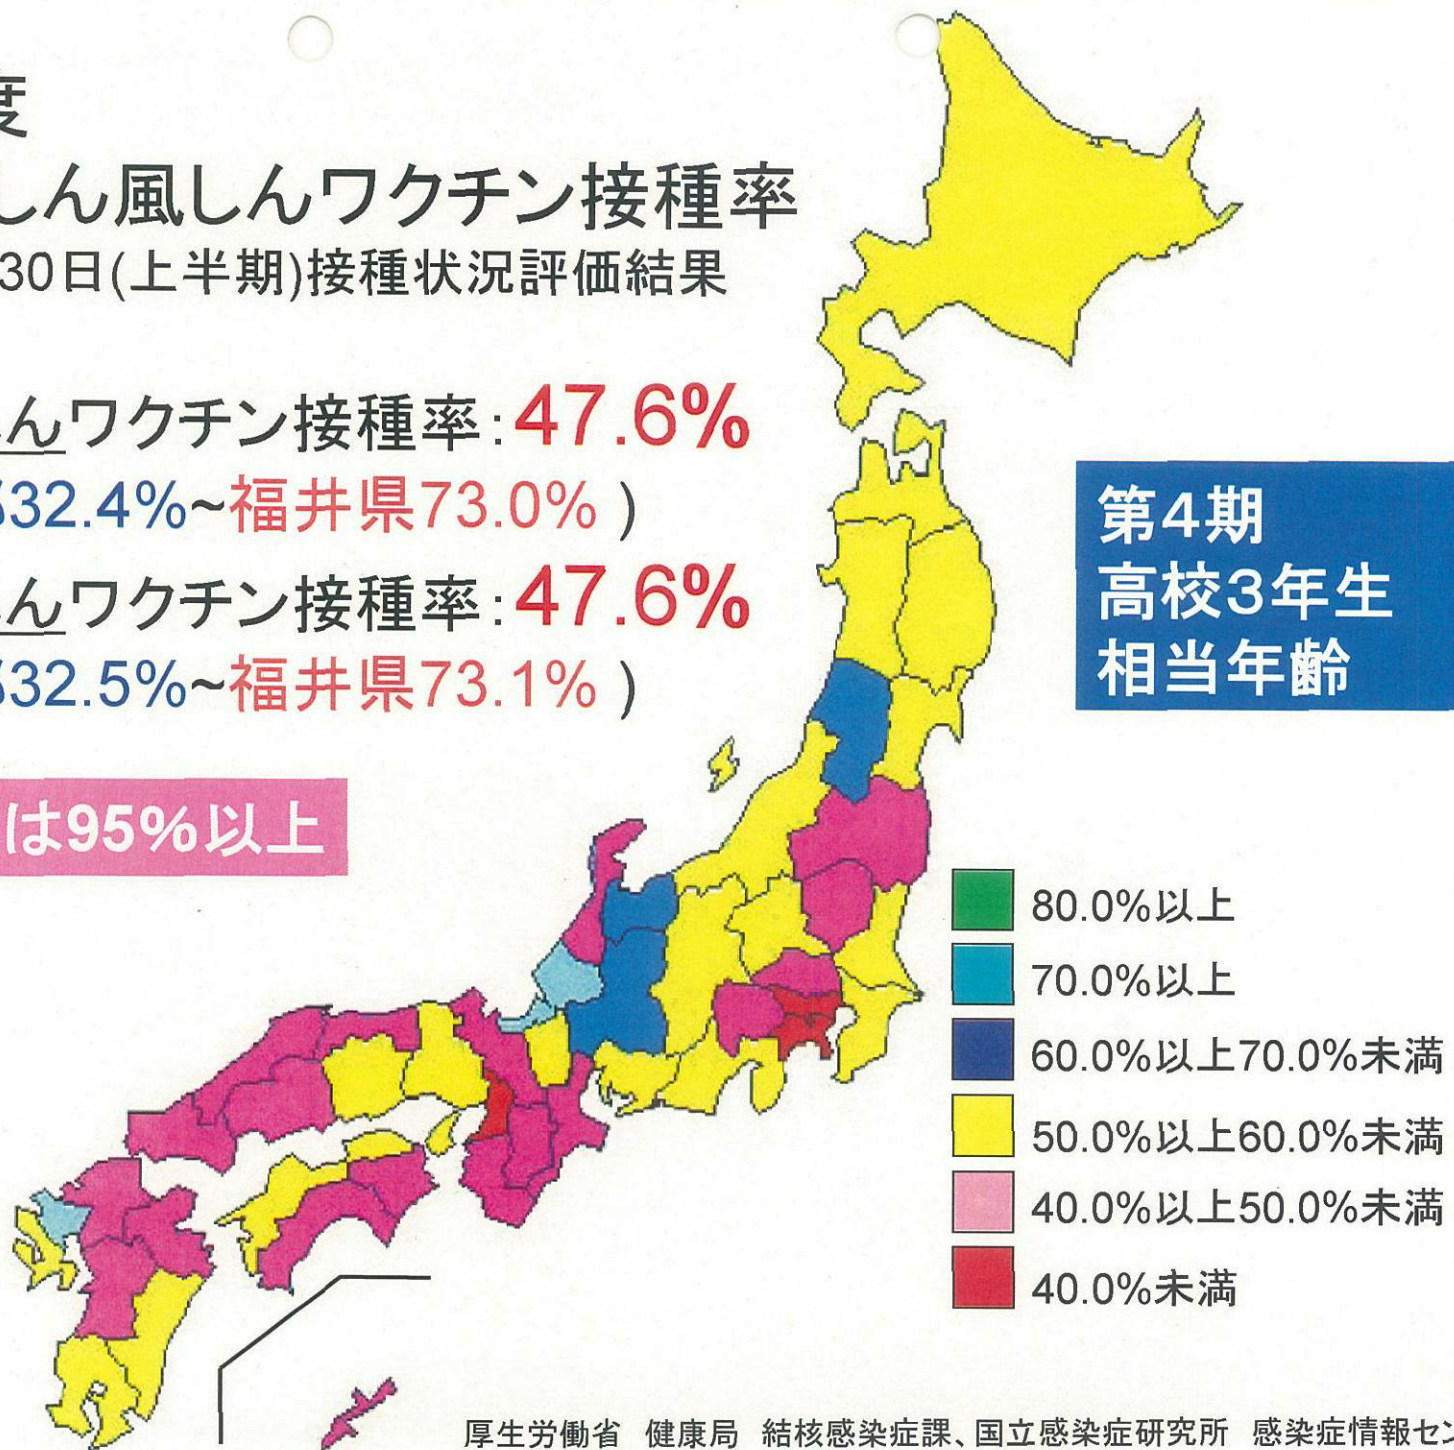 度
しん風しんワクチン接種率
30日(上半期)接種状況評価結果
んワクチン接種率:47.6%
32.4%~福井県73.0% )
んワクチン接種率:47.6%
32.5%~福井県73.1% )
は95%以上
第4期
高校3年生
相当年齢
80.0%以上
70.0%以上
60.0%以上70.0%未満
50.0%以上60.0%未満
40.0%以上50.0%未満
40.0%未満
厚生労働省 健康局 結核感染症課、国立感染症研究所 感染症情報セン